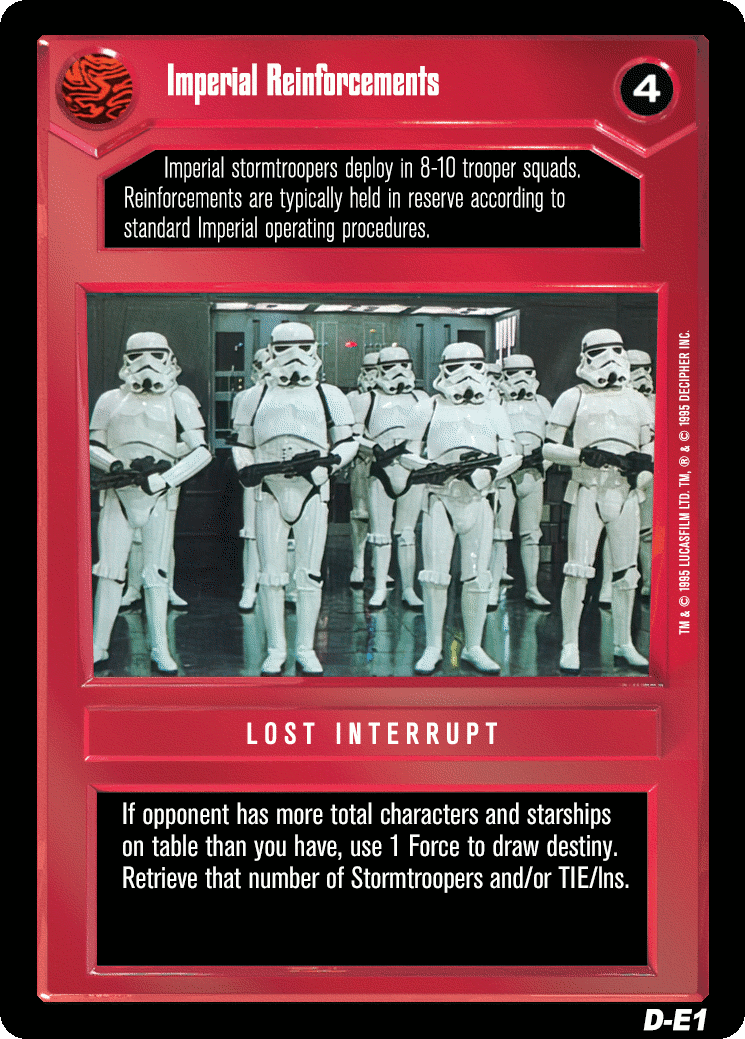 Imperial Reinforcements
4
Imperial stormtroopers deploy in 8-10 trooper squads.
Reinforcements are typically held in reserve according to
standard Imperial operating procedures.
TM & © 1995 LUCASFILM LTD. TM, ® & © 1995 DECIPHER INC.
LOST INTERRUPT
If opponent has more total characters and starships
on table than you have, use 1 Force to draw destiny.
Retrieve that number of Stormtroopers and/or TIE/lns.
D-E1